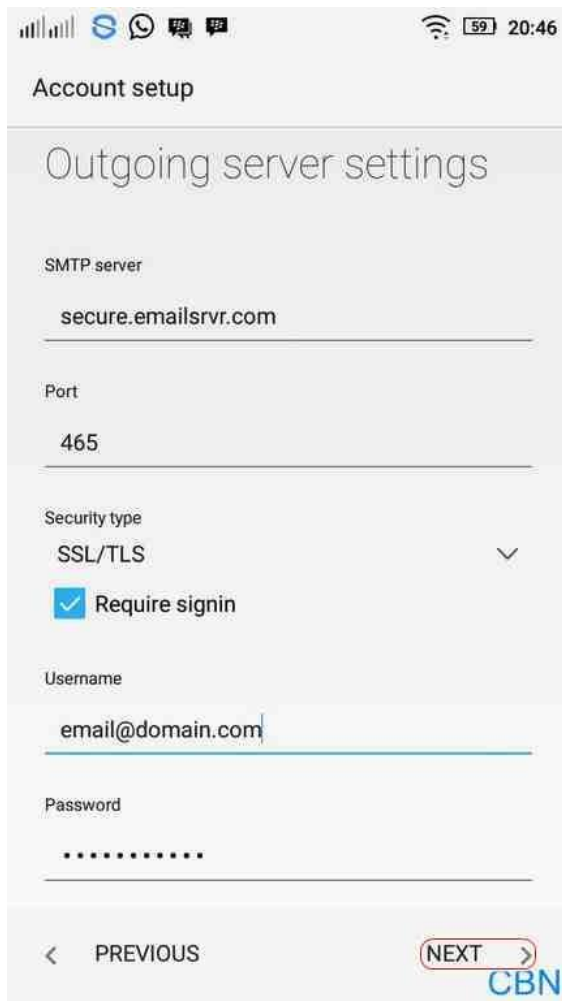 59 20:46
Account setup
Outgoing server settings
SMTP server
secure.emailsrvr.com
Port
465
Security type
SSL/TLS
Require signin
Username
email@domain.com
Password
•••••••••••
PREVIOUS NEXT
CBN